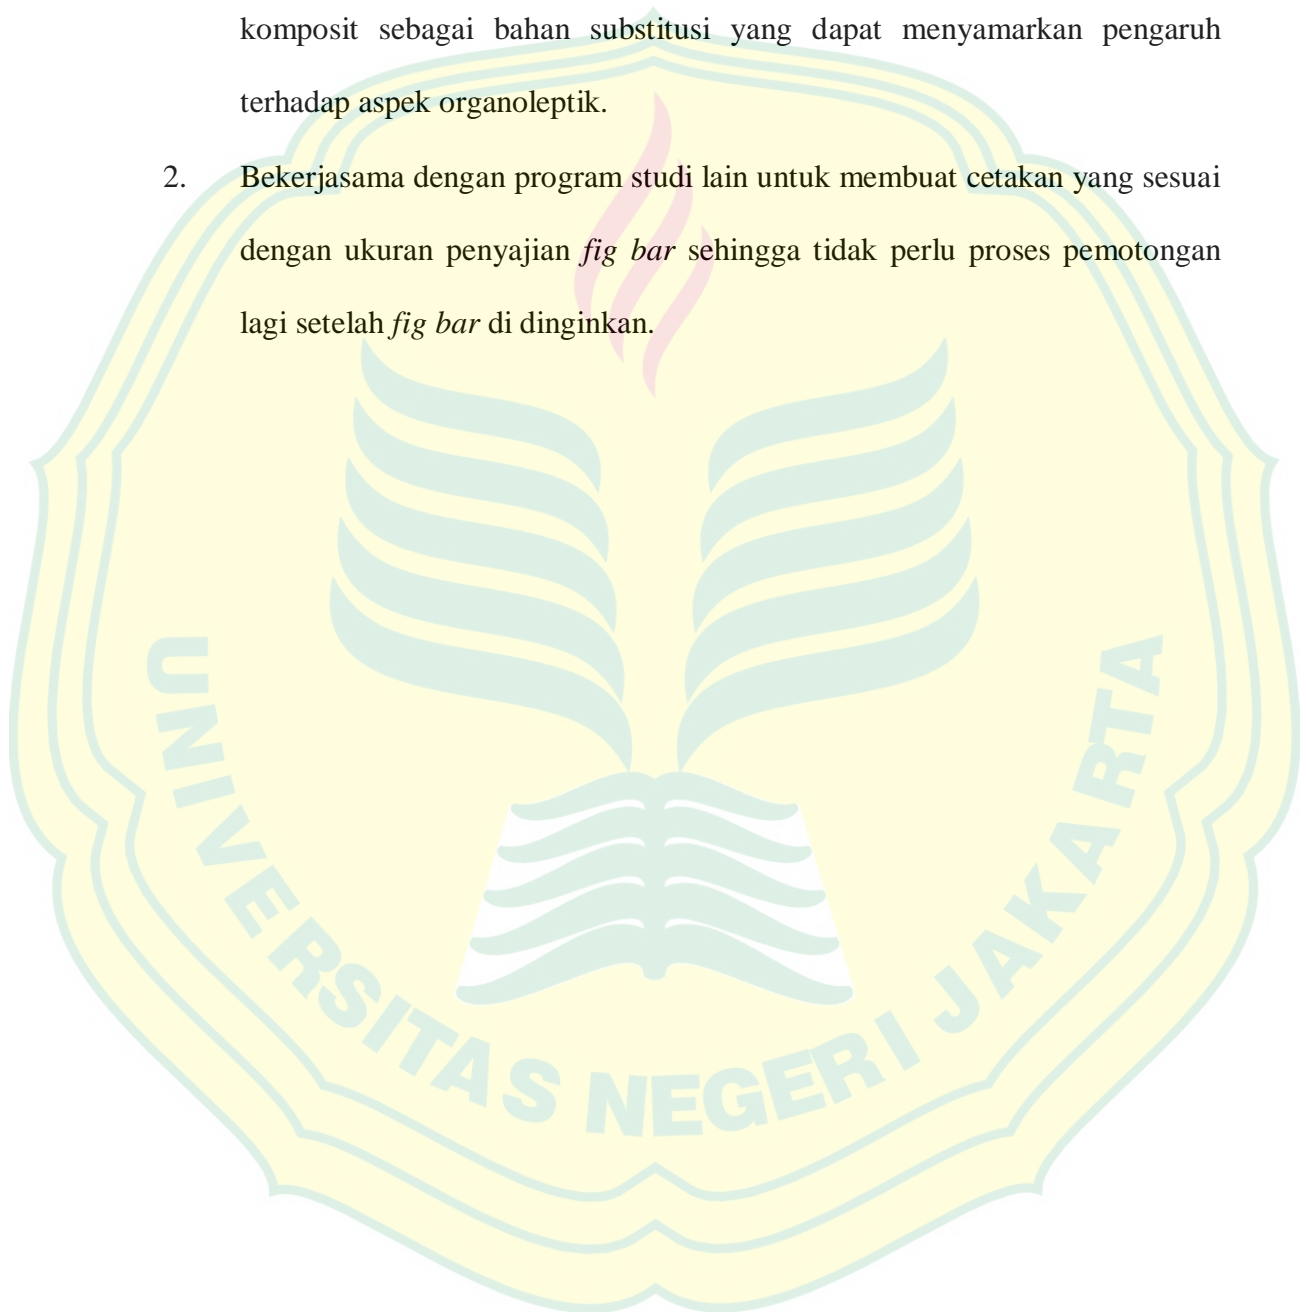 komposit sebagai bahan substitusi yang dapat menyamarkan pengaruh
terhadap aspek organoleptik.
2. Bekerjasama dengan program studi lain untuk membuat cetakan yang sesuai
dengan ukuran penyajian fig bar sehingga tidak perlu proses pemotongan
lagi setelah fig bar di dinginkan.
UNIVERSITAS NEGERI JAKARTA